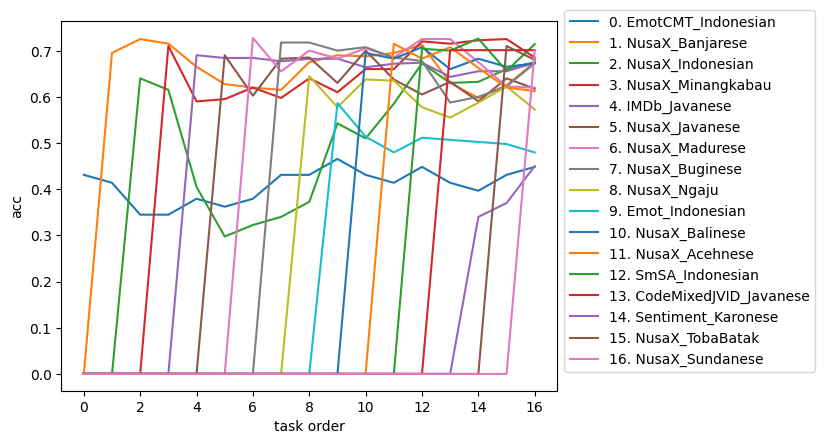 0.7
0.6
0.5
0.4
0.3
0.2
0.1
0.0
acc
0 2 4 6 8 10 12 14 16
task order
0. EmotCMT_Indonesian
1. NusaX_Banjarese
2. NusaX_Indonesian
3. NusaX_Minangkabau
4. IMDb_Javanese
5. NusaX_Javanese
6. NusaX_Madurese
7. NusaX_Buginese
8. NusaX_Ngaju
9. Emot_Indonesian
10. NusaX_Balinese
11. NusaX_Acehnese
12. SmSA_Indonesian
13. CodeMixedJVID_Javanese
14. Sentiment_Karonese
15. NusaX_TobaBatak
16. NusaX_Sundanese